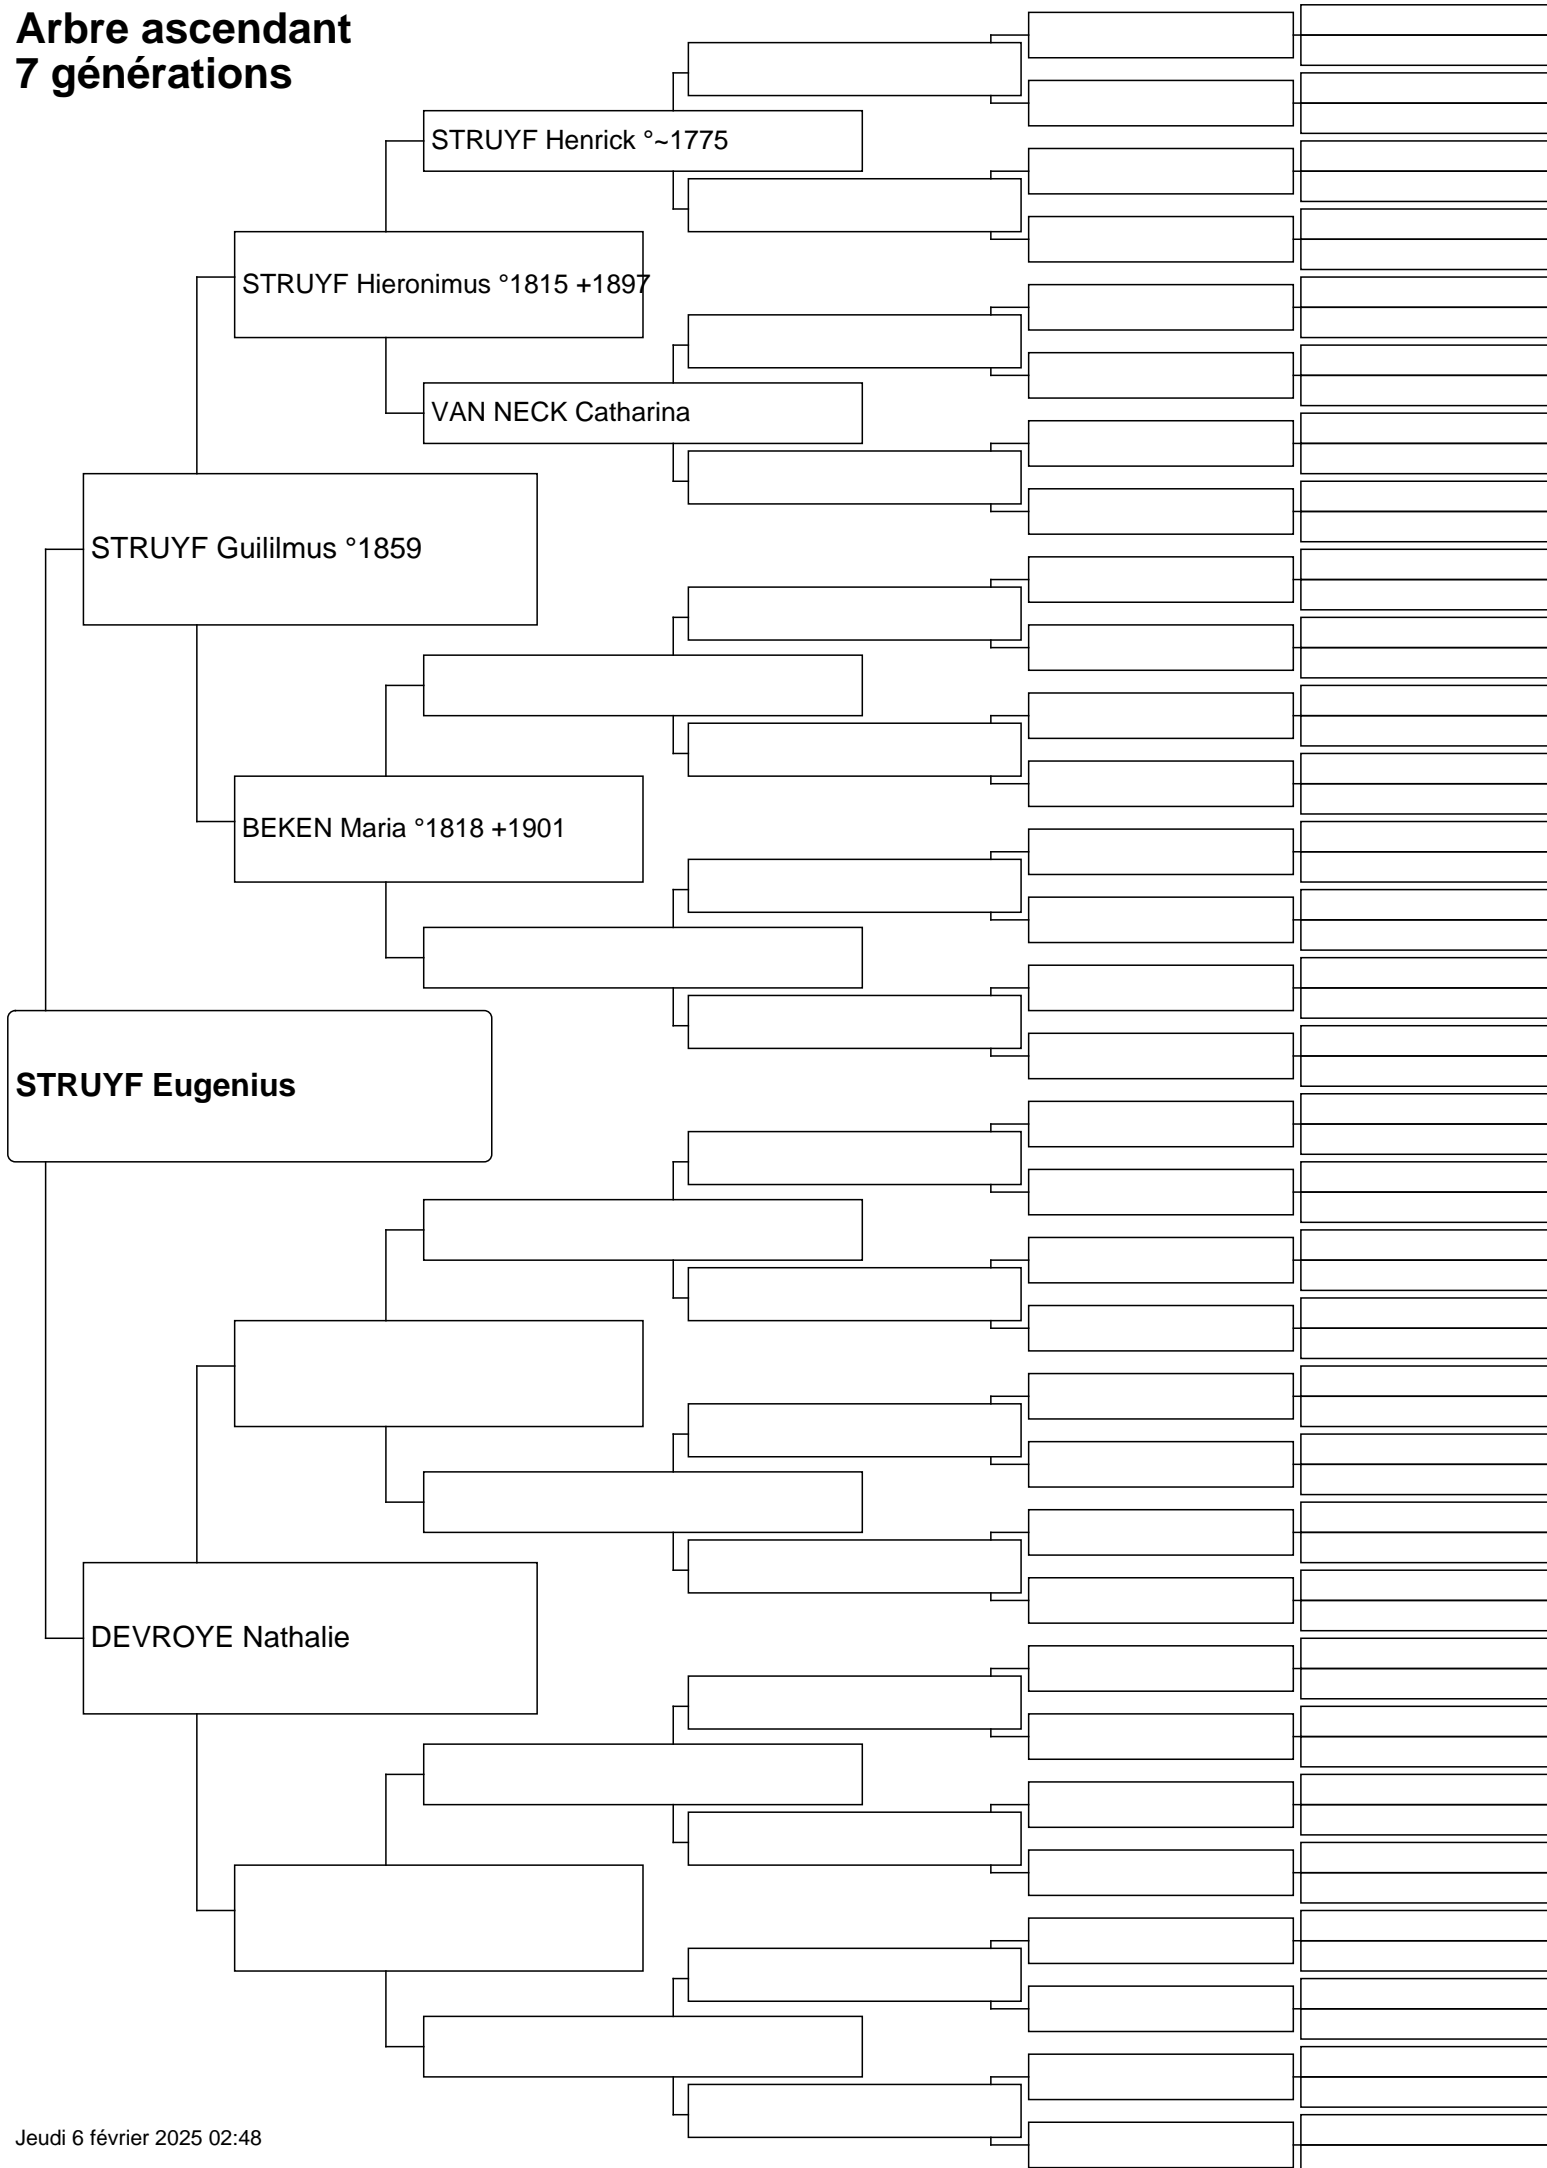 Arbre ascendant
7 générations
STRUYF Henrick °~1775
STRUYF Hieronimus °1815 +1897
VAN NECK Catharina
STRUYF Guililmus °1859
BEKEN Maria °1818 +1901
STRUYF Eugenius
DEVROYE Nathalie
Jeudi 6 février 2025 02:48